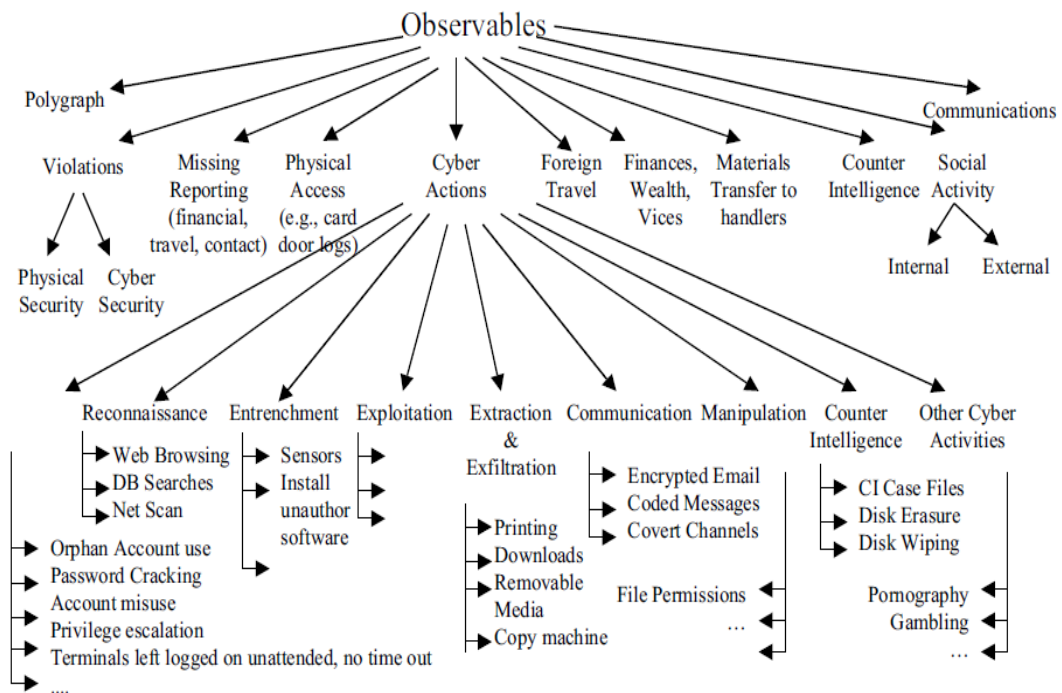 Observables
Polygraph
Communications
Violations
Missing
Reporting
(financial,
travel, contact)
Physical
Access
(e.g., card
door logs)
Cyber
Actions
Foreign
Travel
Finances,
Wealth,
Vices
Materials
Transfer to
handlers
Counter
Intelligence
Social
Activity
Physical
Security
Cyber
Security
Internal
External
Reconnaissance
Web Browsing
DB Searches
Net Scan
Entrenchment
Sensors
Install
unauthor
software
Exploitation
Extraction
&
Exfiltration
Printing
Downloads
Removable
Media
Copy machine
Communication
Encrypted Email
Coded Messages
Covert Channels
Manipulation
File Permissions
…
Counter
Intelligence
CI Case Files
Disk Erasure
Disk Wiping
Other Cyber
Activities
Pornography
Gambling
…
Orphan Account use
Password Cracking
Account misuse
Privilege escalation
Terminals left logged on unattended, no time out
....